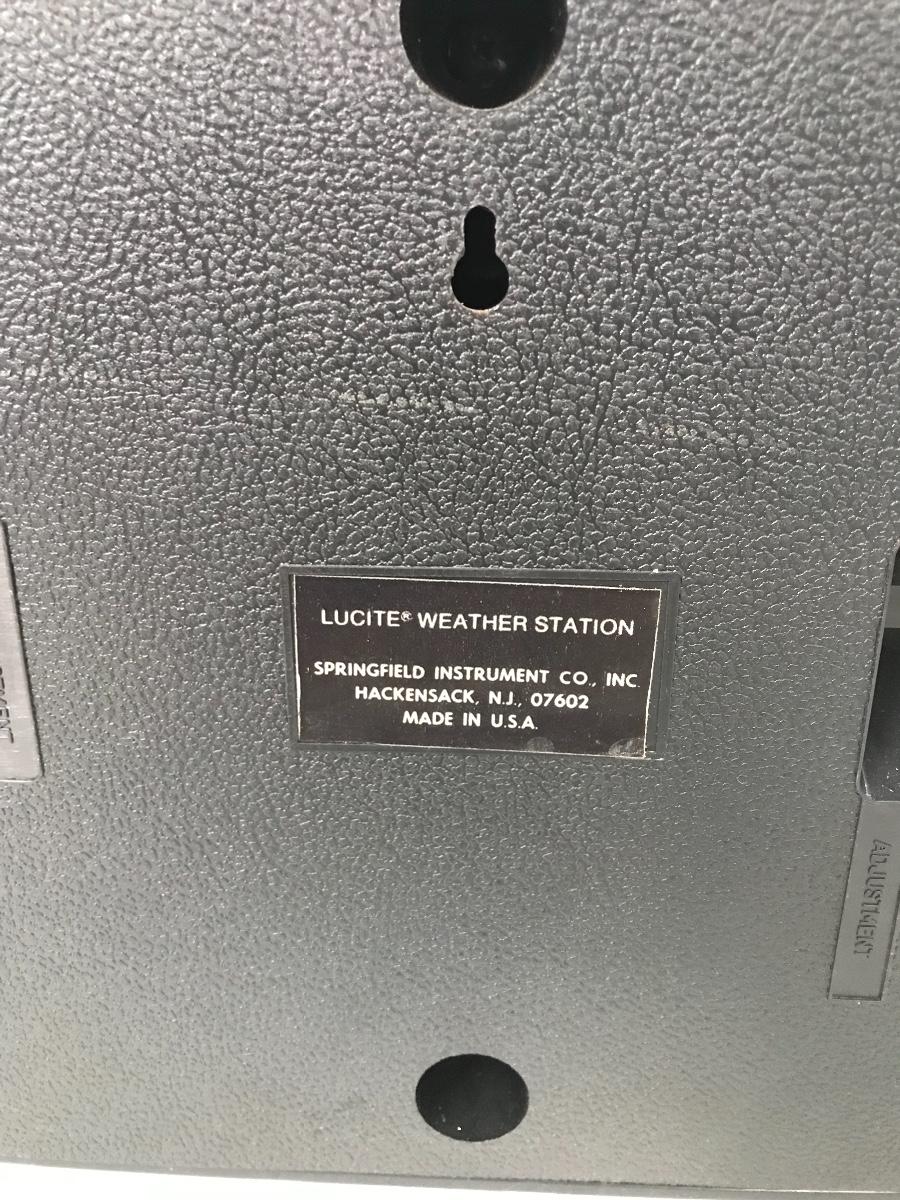 LUCITE® WEATHER STATION
SPRINGFIELD INSTRUMENT CO., INC.
HACKENSACK, N.J., 07602
MADE IN U.S.A.
ADJUSTMENT